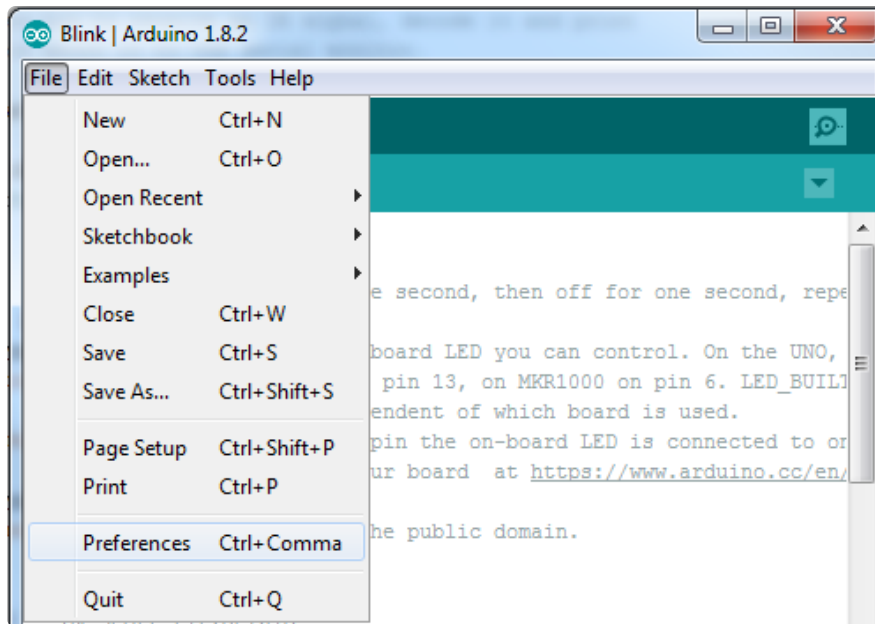 Blink | Arduino 1.8.2
File Edit Sketch Tools Help
New Ctrl+N
Open... Ctrl+O
Open Recent
Sketchbook
Examples
Close Ctrl+W
Save Ctrl+S
Save As... Ctrl+Shift+S
Page Setup Ctrl+Shift+P
Print Ctrl+P
Preferences Ctrl+Comma
Quit Ctrl+Q
e second, then off for one second, repe
board LED you can control. On the UNO,
pin 13, on MKR1000 on pin 6. LED_BUILT
endent of which board is used.
pin the on-board LED is connected to on
ur board at https://www.arduino.cc/en/
he public domain.